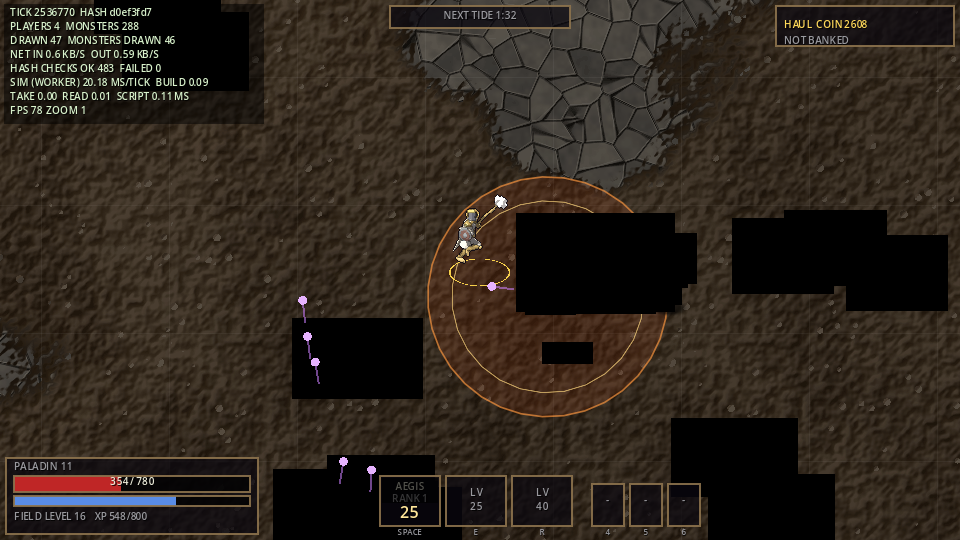 TICK 2536770 HASH d0ef3fd7
PLAYERS 4 MONSTERS 288
DRAWN 47 MONSTERS DRAWN 46
NET IN 0.6 KB/S OUT 0.59 KB/S
HASH CHECKS OK 483 FAILED 0
SIM (WORKER) 20.18 MS/TICK BUILD 0.09
TAKE 0.00 READ 0.01 SCRIPT 0.11 MS
FPS 78 ZOOM 1
NEXT TIDE 1:32
HAUL COIN 2608
NOT BANKED
PALADIN 11
354/780
FIELD LEVEL 16 XP 548/800
AEGIS
RANK 1
25
SPACE
LV
25
E
LV
40
R
-
4
-
5
-
6